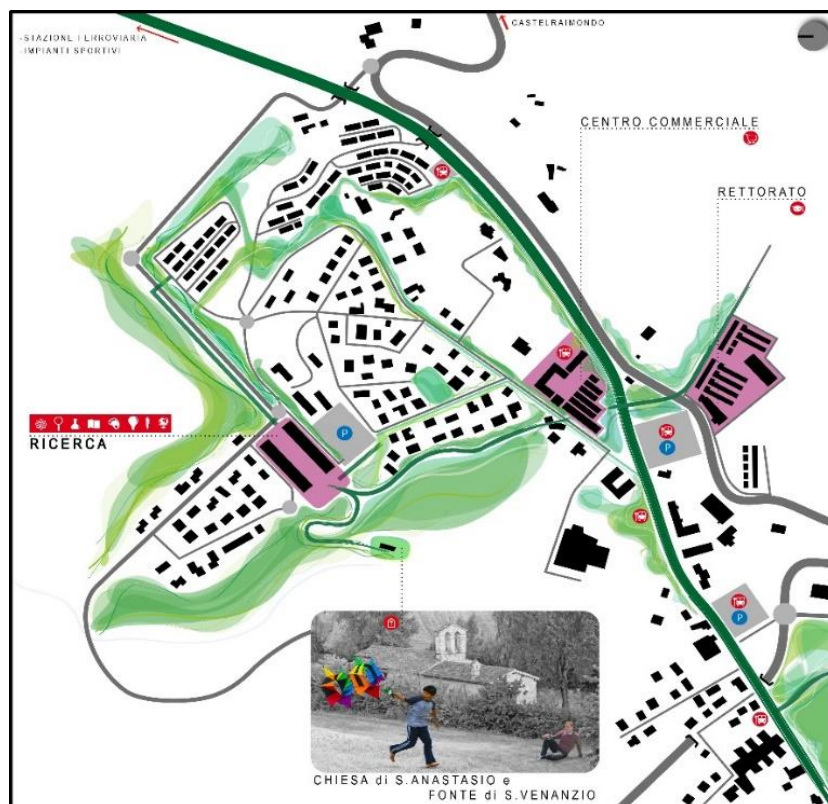 -STAZIONE FERROVIARIA
-IMPIANTI SPORTIVI
CASTELRAIMONDO
CENTRO COMMERCIALE
RETTORATO
RICERCA
P
P
P
CHIESA di S.ANASTASIO e
FONTE di S.VENANZIO